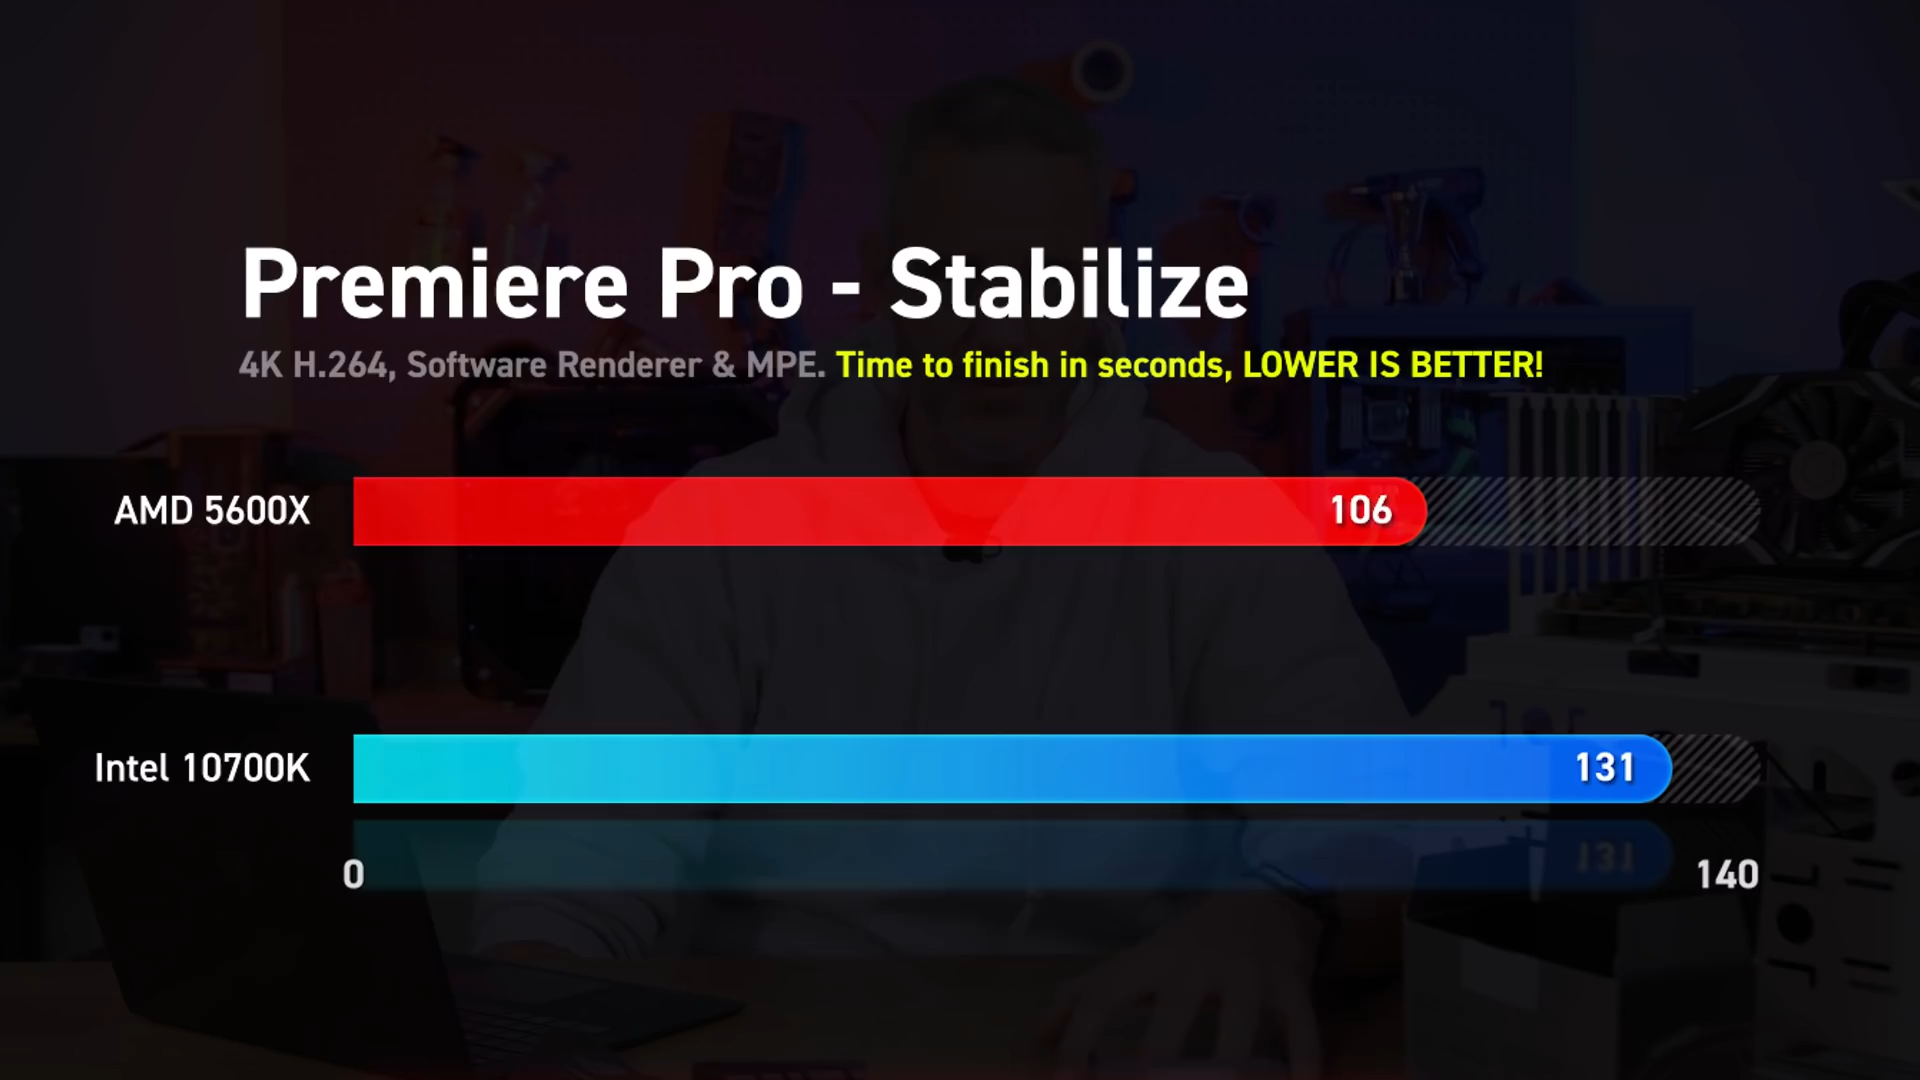 Premiere Pro - Stabilize
4K H.264, Software Renderer & MPE. Time to finish in seconds, LOWER IS BETTER!
AMD 5600X 106
Intel 10700K 131
0 140